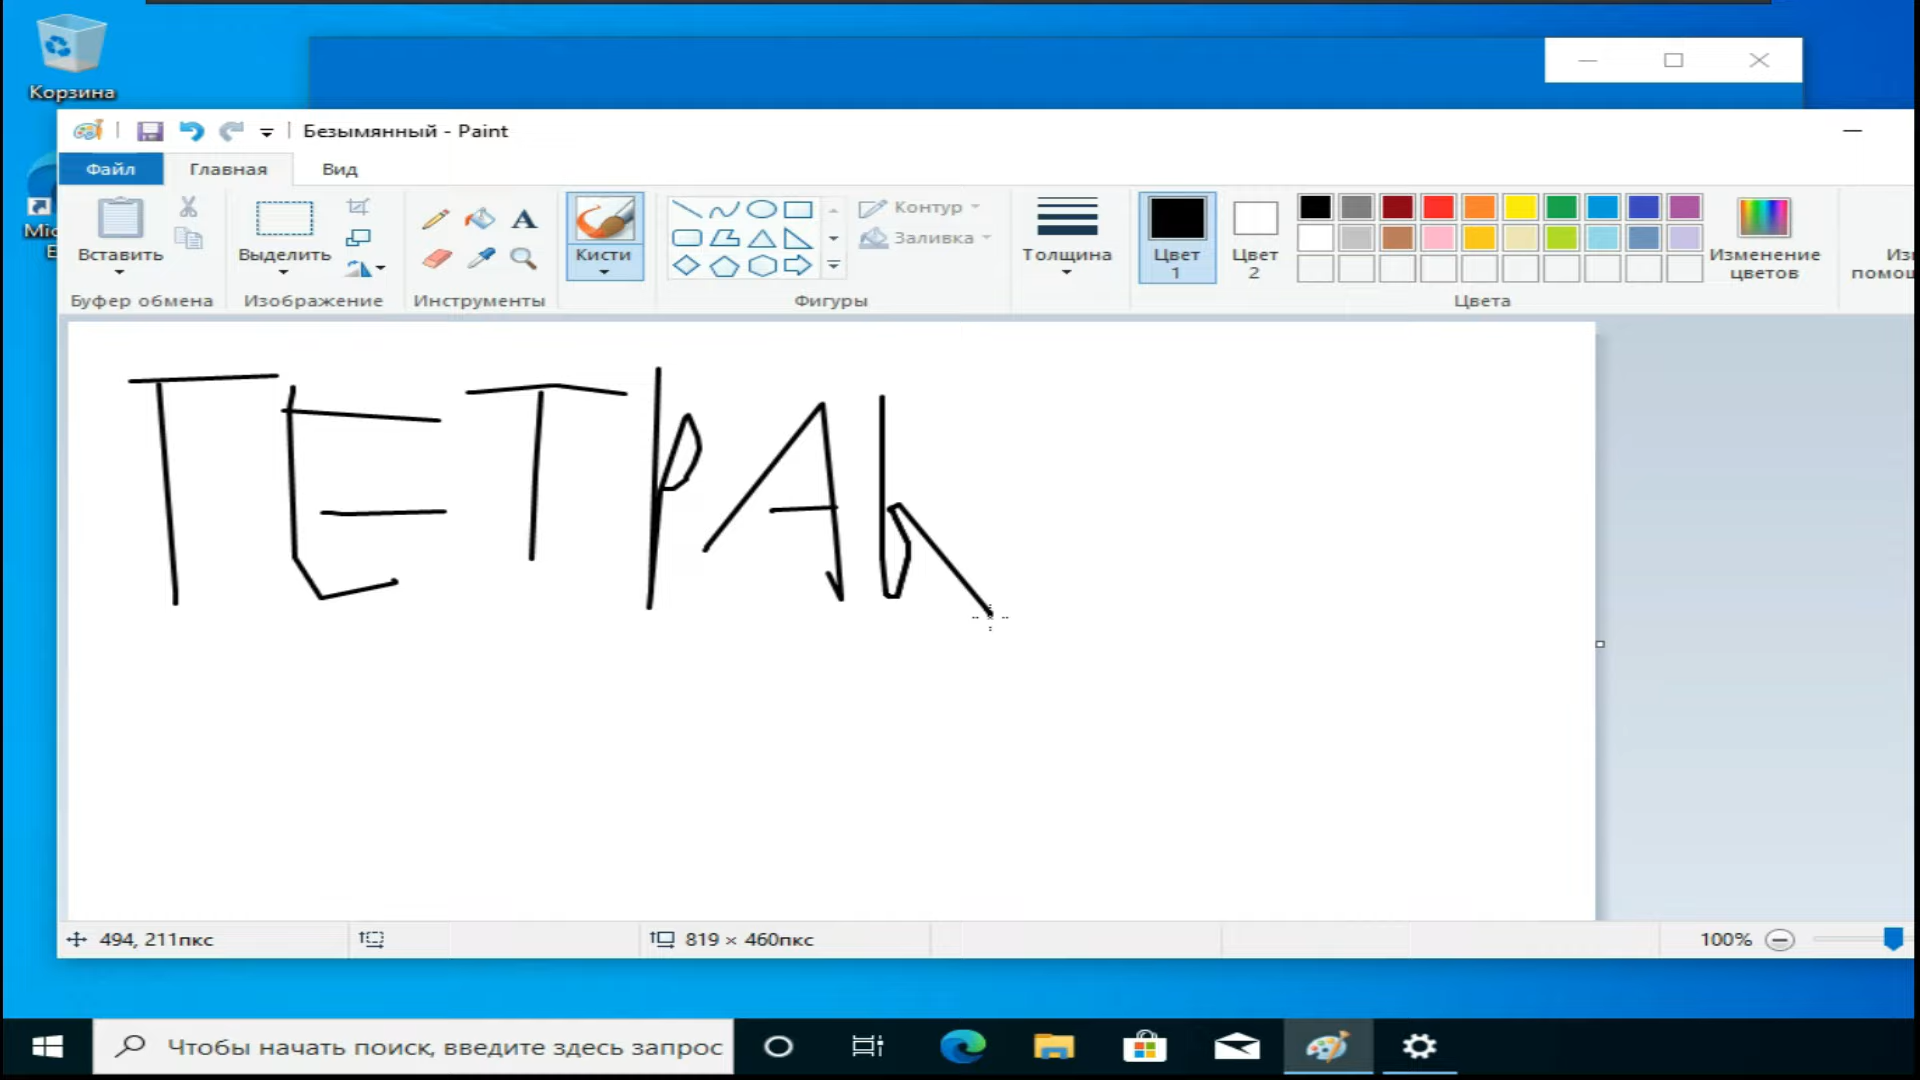 Корзина
Безымянный - Paint
Файл Главная Вид
Вставить Выделить Кисти Контур Заливка Толщина Цвет 1 Цвет 2 Изменение цветов
Буфер обмена Изображение Инструменты Фигуры Цвета
ТЕТРА
494, 211пкс 819 × 460пкс 100%
Чтобы начать поиск, введите здесь запрос